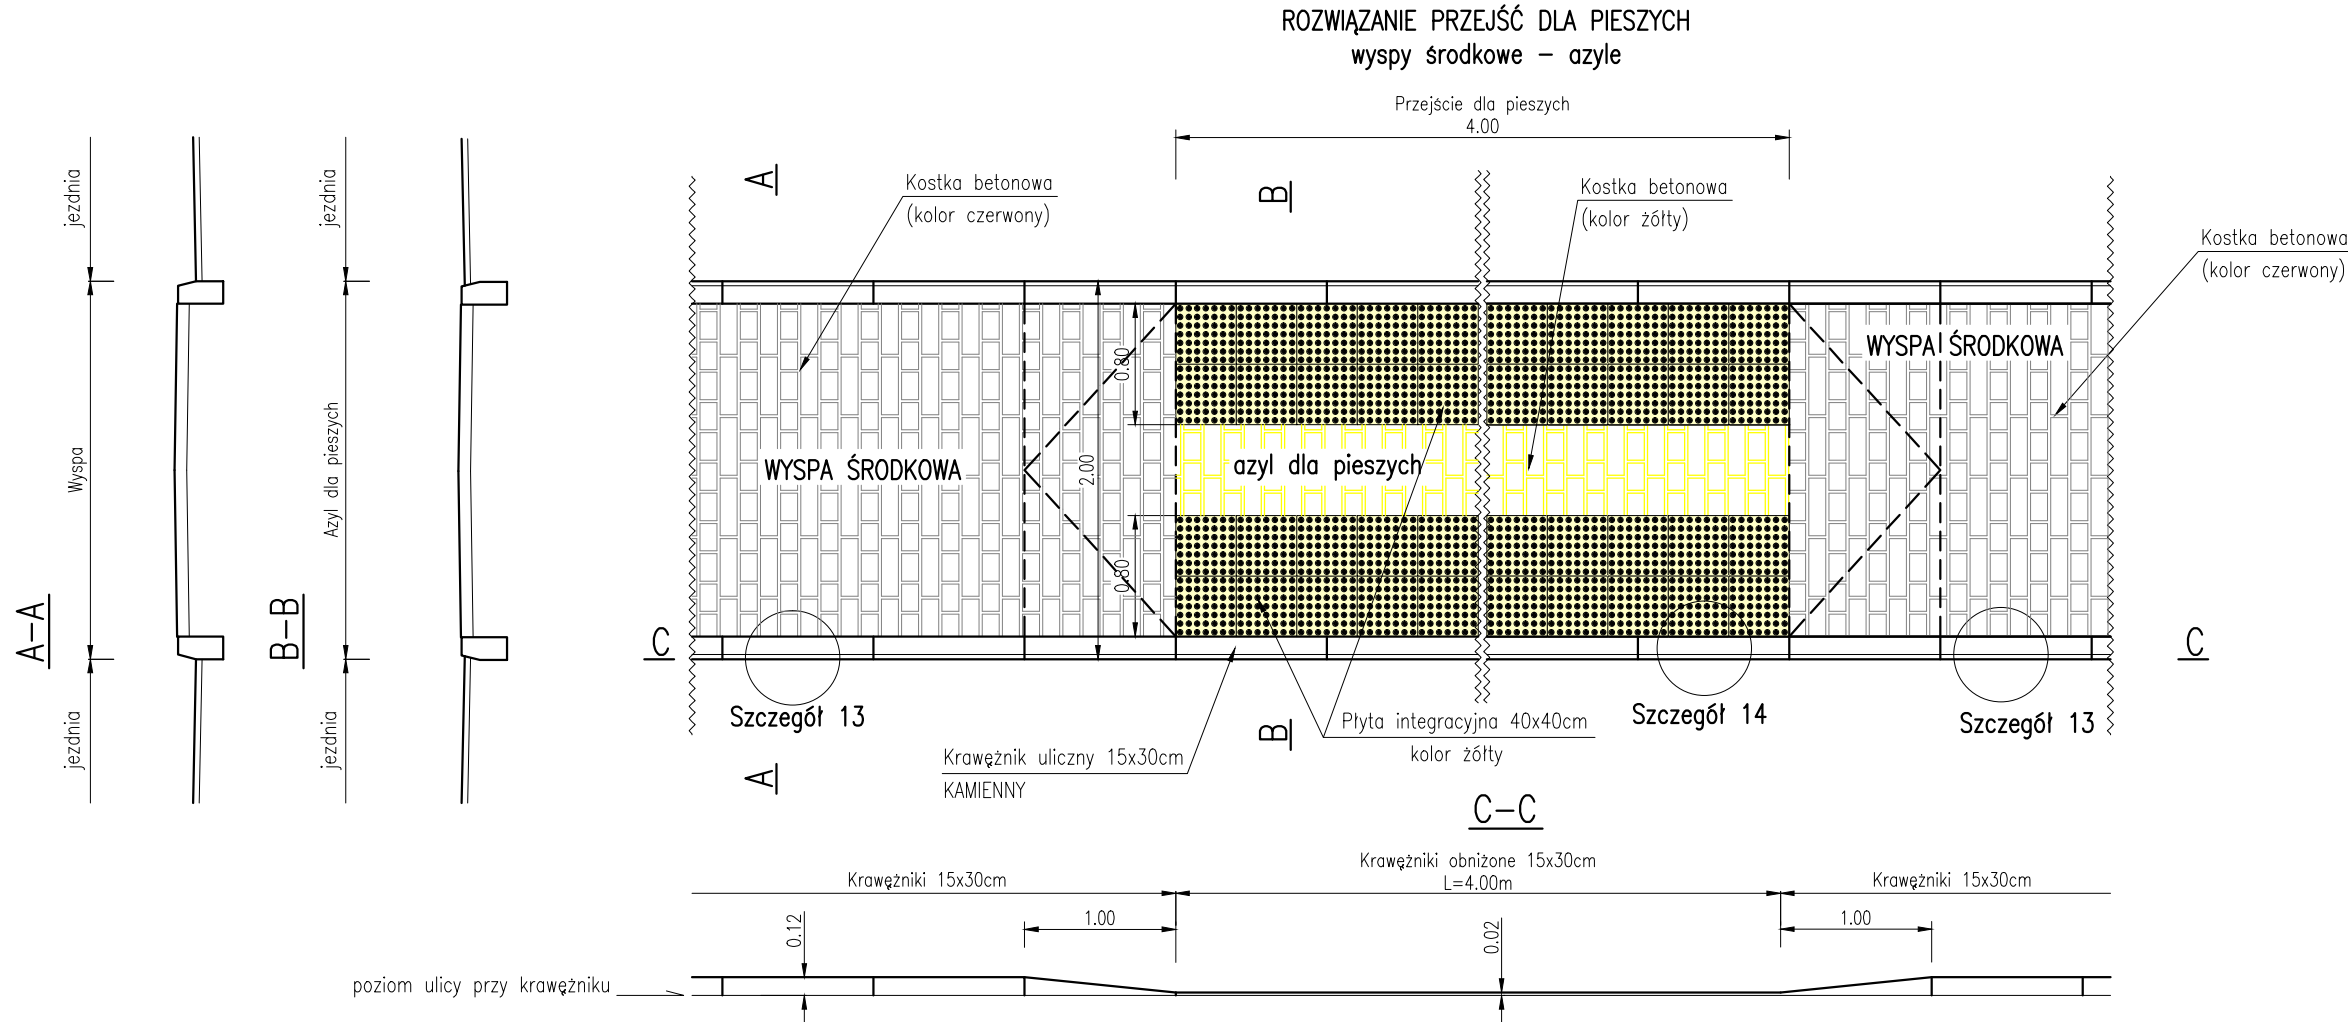 ROZWIĄZANIE PRZEJŚĆ DLA PIESZYCH
wyspy środkowe – azyle
Przejście dla pieszych
4.00
jezdnia
jezdnia
A
B
Kostka betonowa
(kolor czerwony)
Kostka betonowa
(kolor żółty)
Kostka betonowa
(kolor czerwony)
WYSPA ŚRODKOWA
0.80
Wyspa
Azyl dla pieszych
WYSPA ŚRODKOWA
2.00
azyl dla pieszych
0.80
A–A
B–B
C
C
Szczegół 13
Szczegół 14
Szczegół 13
jezdnia
jezdnia
Płyta integracyjna 40x40cm
kolor żółty
B
Krawężnik uliczny 15x30cm
KAMIENNY
A
C–C
Krawężniki 15x30cm
Krawężniki obniżone 15x30cm
L=4.00m
Krawężniki 15x30cm
0.12
1.00
0.02
1.00
poziom ulicy przy krawężniku